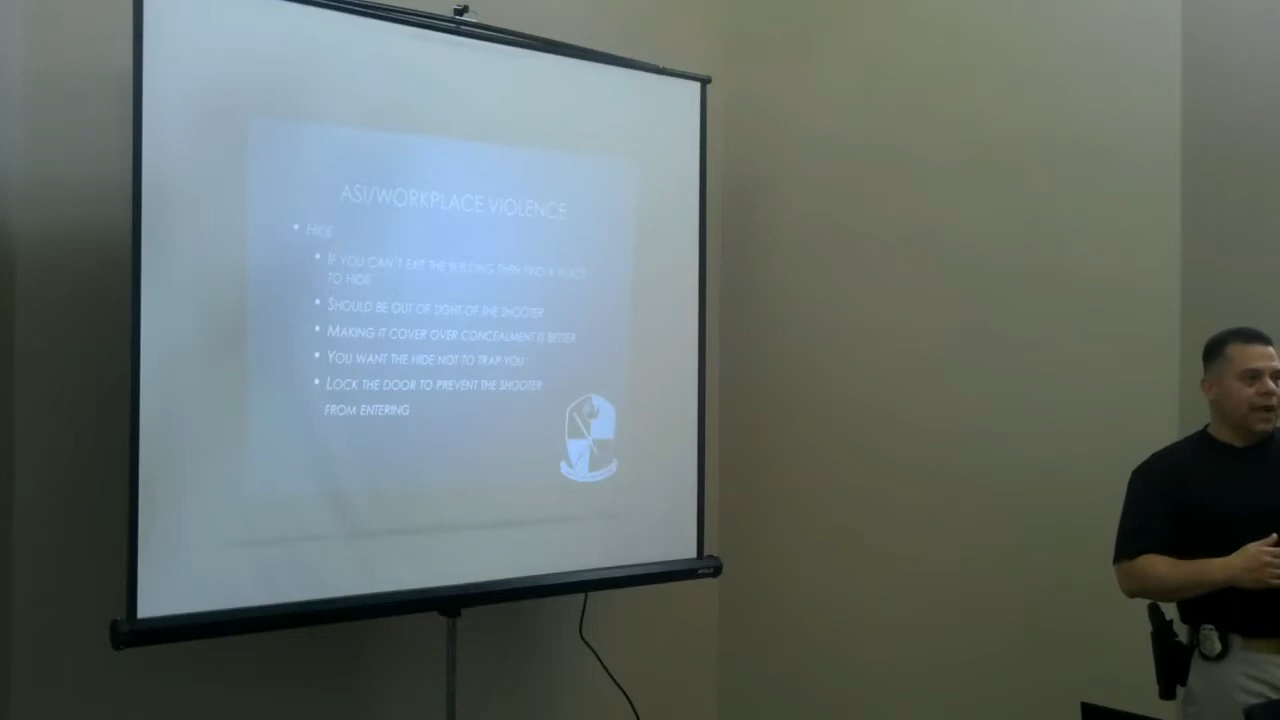 ASI/WORKPLACE VIOLENCE
• HIDE
• IF YOU CAN'T EXIT THE BUILDING THEN FIND A PLACE
TO HIDE
• SHOULD BE OUT OF SIGHT OF THE SHOOTER
• MAKING IT COVER OVER CONCEALMENT IS BETTER
• YOU WANT THE HIDE NOT TO TRAP YOU
• LOCK THE DOOR TO PREVENT THE SHOOTER
FROM ENTERING